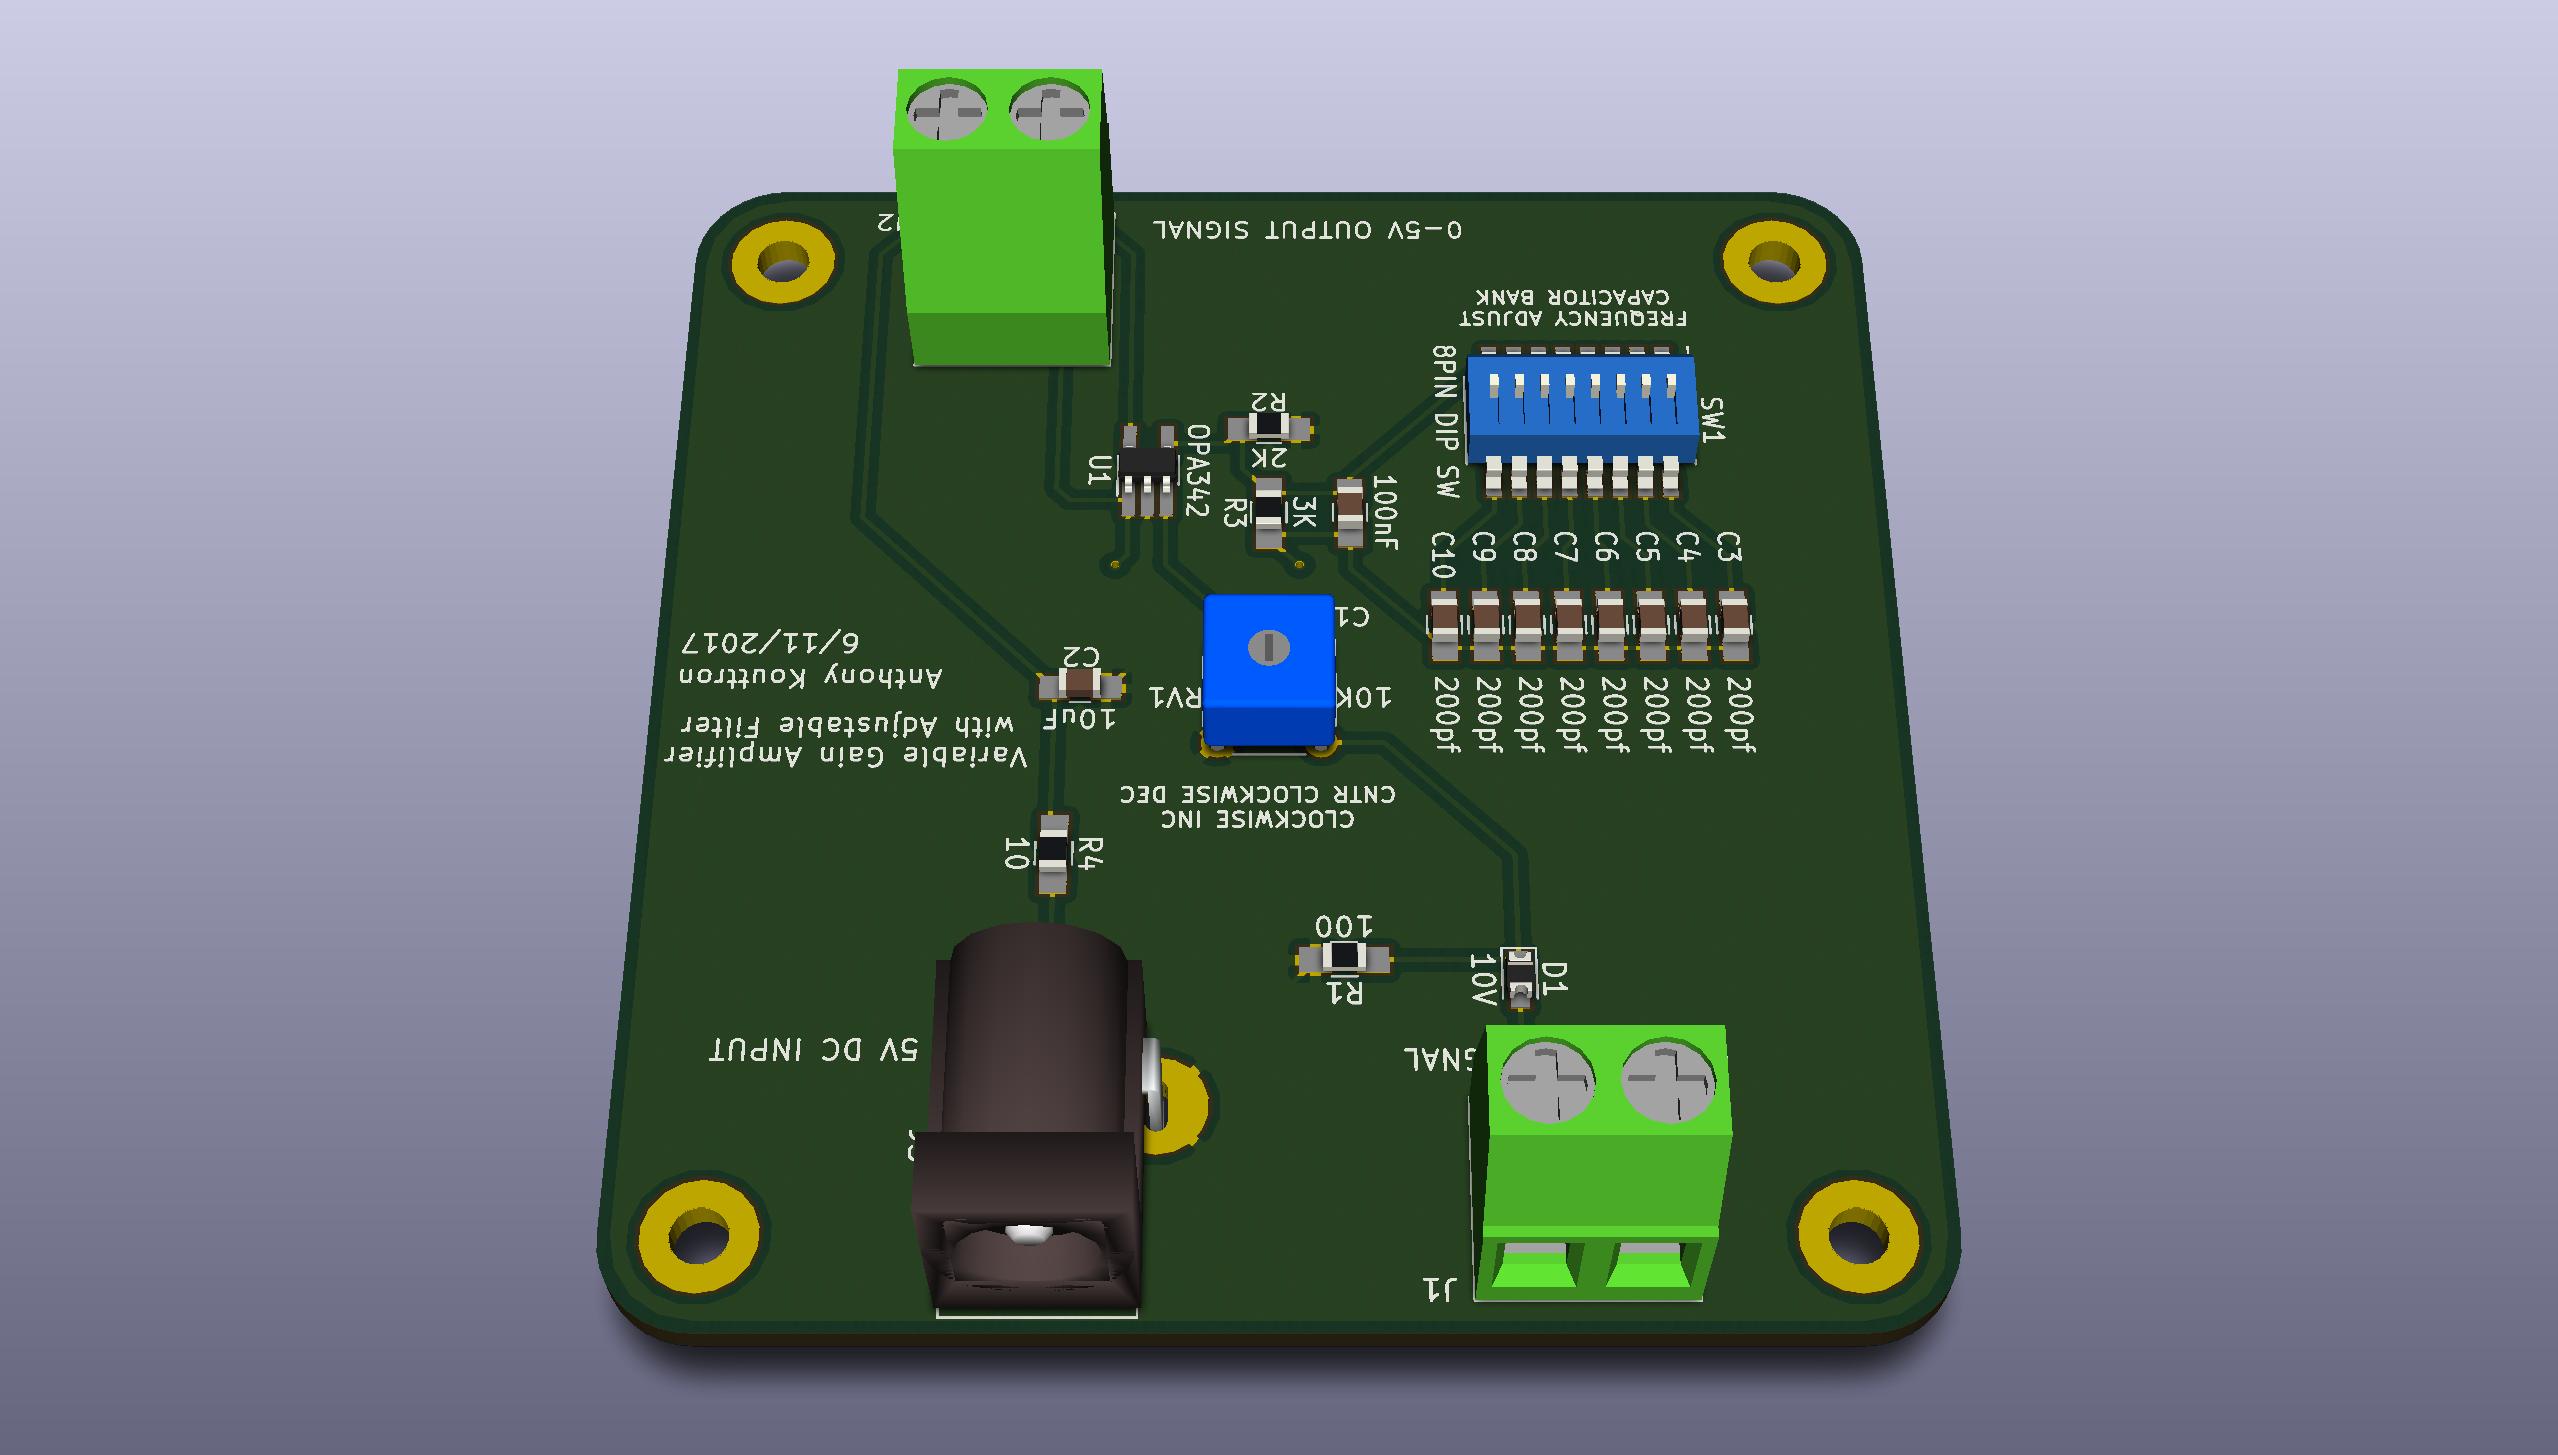 0-5V OUTPUT SIGNAL
FREQUENCY ADJUST
CAPACITOR BANK
8PIN DIP SW
SW1
R2
2K
U1
OPA342
R3
3K
100nF
C10
C9
C8
C7
C6
C5
C4
C3
200pf
200pf
200pf
200pf
200pf
200pf
200pf
200pf
C1
RV1
10K
C2
10uF
Variable Gain Amplifier
with Adjustable Filter
Anthony Kouttron
6/11/2017
CLOCKWISE INC
CNTR CLOCKWISE DEC
R4
10
100
R1
10V
D1
5V DC INPUT
J1